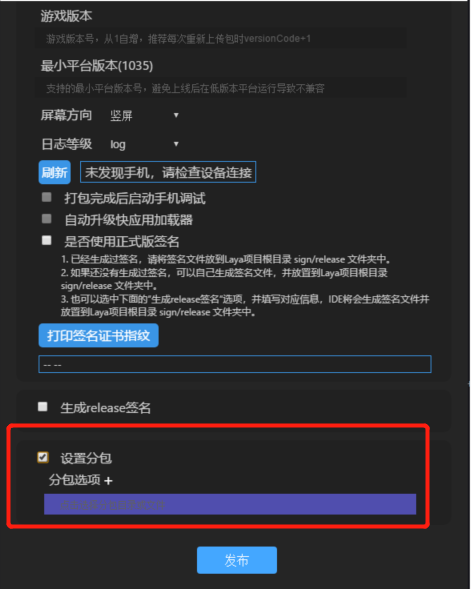 游戏版本
游戏版本号，从1自增，推荐每次重新上传包时versionCode+1
最小平台版本(1035)
支持的最小平台版本号，避免上线后在低版本平台运行导致不兼容
屏幕方向 竖屏
日志等级 log
刷新 未发现手机，请检查设备连接
打包完成后启动手机调试
自动升级快应用加载器
是否使用正式版签名
1. 已经生成过签名，请将签名文件放到Laya项目根目录 sign/release 文件夹中。
2. 如果还没有生成过签名，可以自己生成签名文件，并放置到Laya项目根目录
sign/release 文件夹中。
3. 也可以选中下面的"生成release签名"选项，并填写对应信息，IDE将会生成签名文件并
放置到Laya项目根目录 sign/release 文件夹中。
打印签名证书指纹
-- --
生成release签名
设置分包
分包选项 +
发布